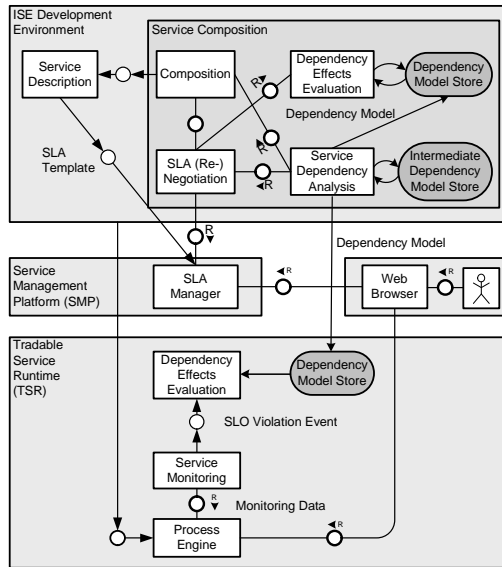 ISE Development
Environment
Service Composition
Service
Description
Composition
Dependency
Effects
Evaluation
Dependency
Model Store
R
Dependency Model
R
SLA
Template
SLA (Re-)
Negotiation
R
Service
Dependency
Analysis
Intermediate
Dependency
Model Store
R
Dependency Model
Service
Management
Platform (SMP)
SLA
Manager
R
Web
Browser
R
Tradable
Service
Runtime
(TSR)
Dependency
Effects
Evaluation
Dependency
Model Store
SLO Violation Event
Service
Monitoring
R
Monitoring Data
Process
Engine
R